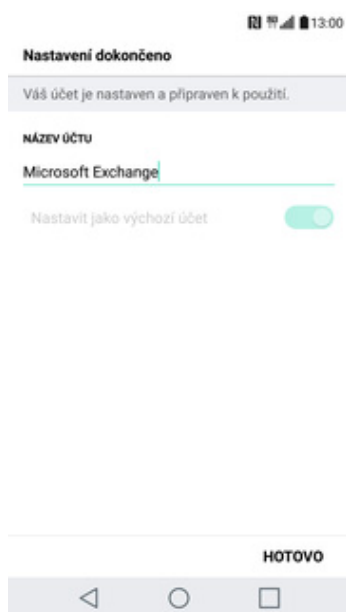 13:00
Nastavení dokončeno
Váš účet je nastaven a připraven k použití.
NÁZEV ÚČTU
Microsoft Exchange
Nastavit jako výchozí účet
HOTOVO